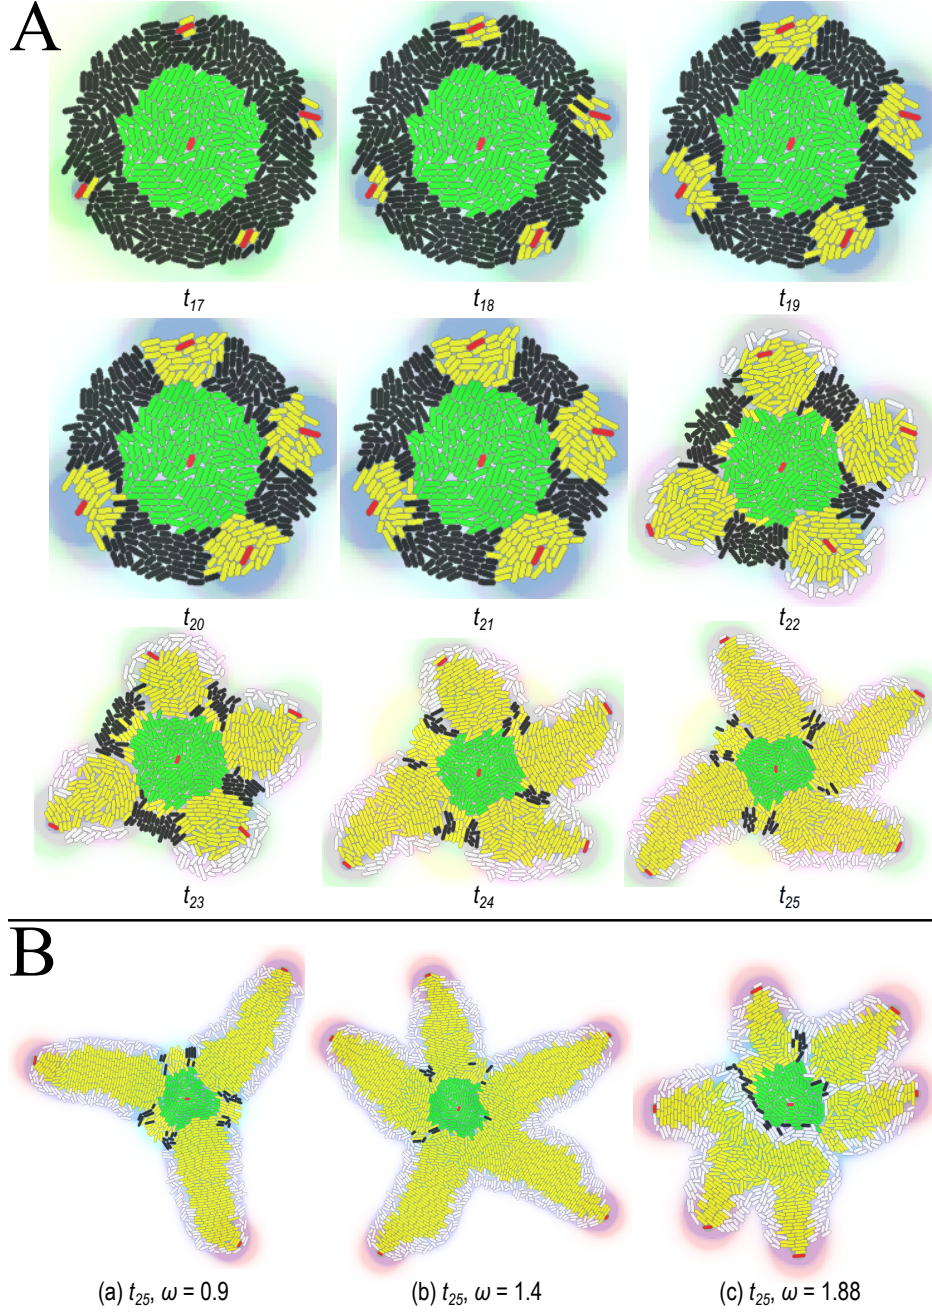 A
t17 t18 t19
t20 t21 t22
t23 t24 t25
B
(a) t25, ω = 0.9 (b) t25, ω = 1.4 (c) t25, ω = 1.88